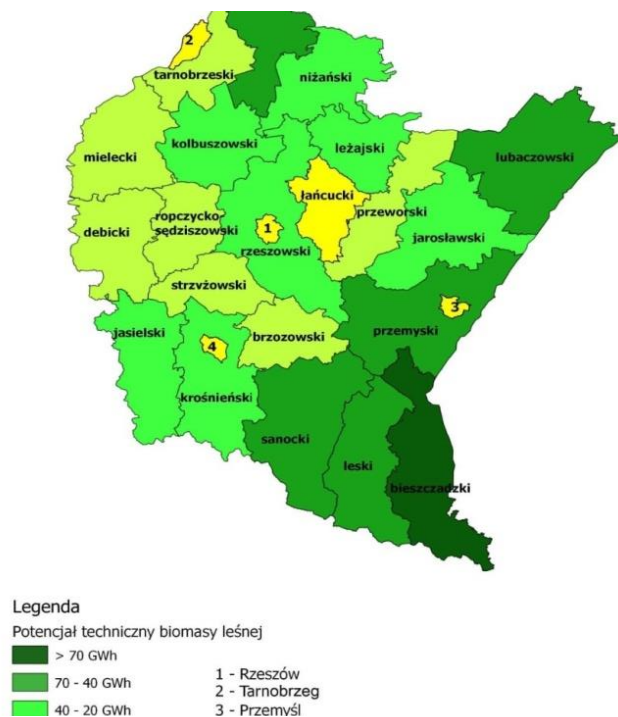 2
tarnobrzeski
niżański
kolbuszowski
leżajski
lubaczowski
mielecki
łańcucki
ropczycko
sędziszowski
przeworski
debicki
1
rzeszowski
jarosławski
strzyżowski
3
jasielski
brzozowski
przemyski
4
krośnieński
sanocki
leski
bieszczadzki
Legenda
Potencjał techniczny biomasy leśnej
> 70 GWh
70 - 40 GWh
40 - 20 GWh
1 - Rzeszów
2 - Tarnobrzeg
3 - Przemyśl